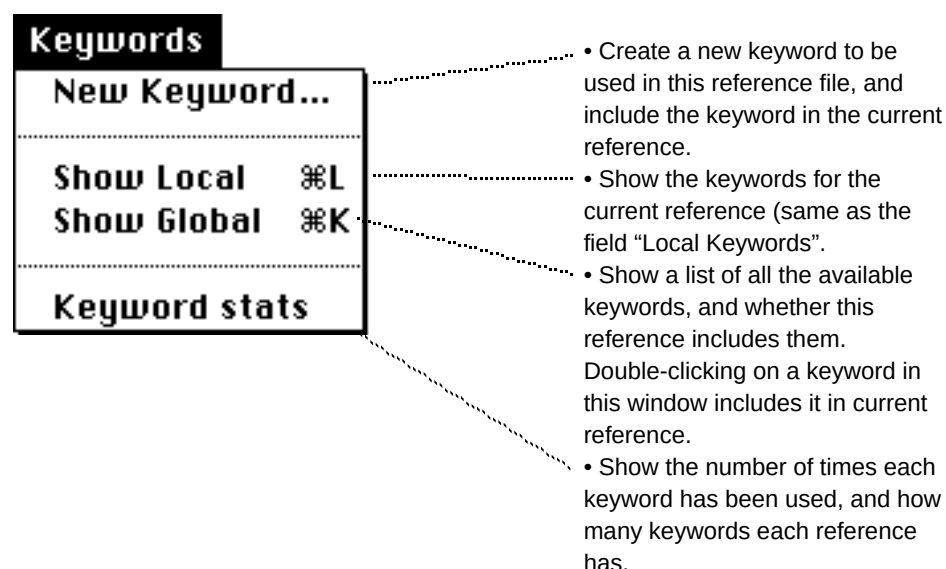 Keywords
New Keyword...
Show Local ⌘L
Show Global ⌘K
Keyword stats
• Create a new keyword to be
used in this reference file, and
include the keyword in the current
reference.
• Show the keywords for the
current reference (same as the
field “Local Keywords”.
• Show a list of all the available
keywords, and whether this
reference includes them.
Double-clicking on a keyword in
this window includes it in current
reference.
• Show the number of times each
keyword has been used, and how
many keywords each reference
has.